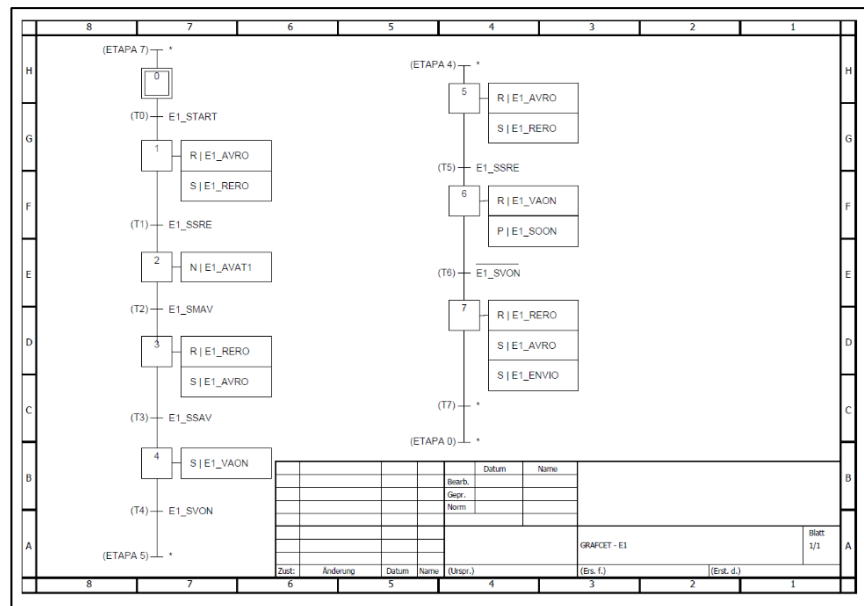 8 7 6 5 4 3 2 1
(ETAPA 7) *
0
(T0) E1_START
1
R | E1_AVRO
S | E1_RERO
(T1) E1_SSRE
2
N | E1_AVAT1
(T2) E1_SMAV
3
R | E1_RERO
S | E1_AVRO
(T3) E1_SSAV
4
S | E1_VAON
(T4) E1_SVON
(ETAPA 5) *
(ETAPA 4) *
5
R | E1_AVRO
S | E1_RERO
(T5) E1_SSRE
6
R | E1_VAON
P | E1_SOON
(T6) E1_SVON
7
R | E1_RERO
S | E1_AVRO
S | E1_ENVIO
(T7) *
(ETAPA 0) *
H H
G G
F F
E E
D D
C C
B B
A A
Datum Name
Bearb.
Gepr.
Norm
GRAFCET - E1
Blatt
1/1
Zust: Änderung Datum Name (Urspr.) (Ers. f.) (Erst. d.)
8 7 6 5 4 3 2 1